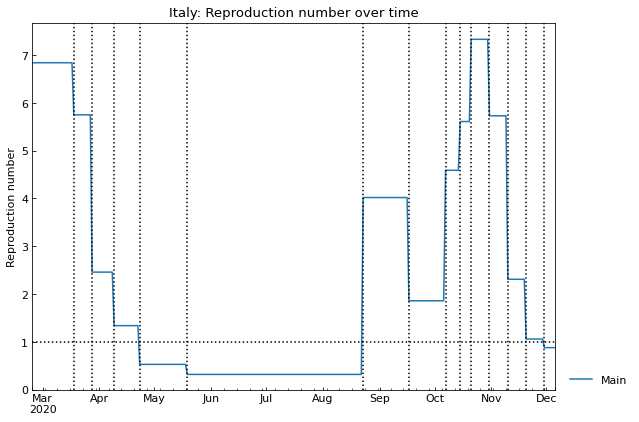 Italy: Reproduction number over time
Reproduction number
7
6
5
4
3
2
1
0
Mar Apr May Jun Jul Aug Sep Oct Nov Dec
2020
Main